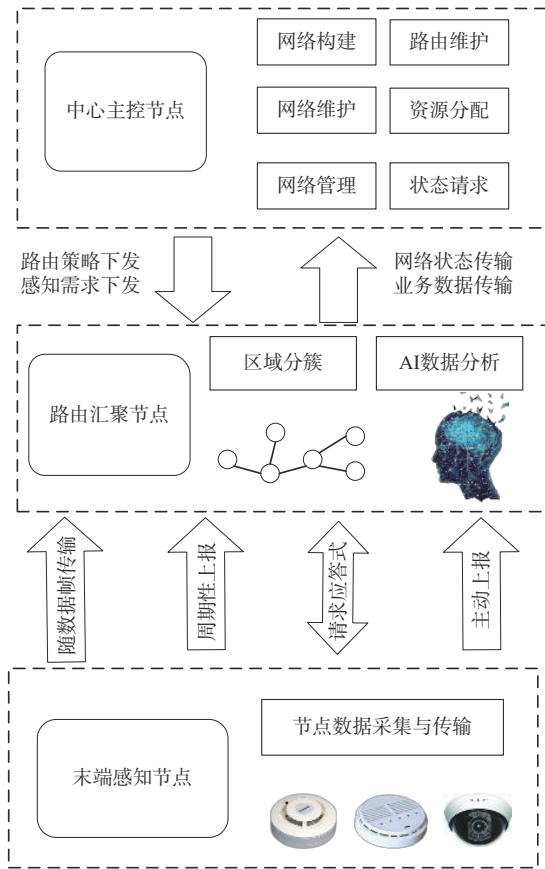 网络构建
路由维护
中心主控节点
网络维护
资源分配
网络管理
状态请求
路由策略下发
感知需求下发
网络状态传输
业务数据传输
区域分簇
AI数据分析
路由汇聚节点
随数据帧传输
周期性上报
请求应答式
主动上报
节点数据采集与传输
末端感知节点